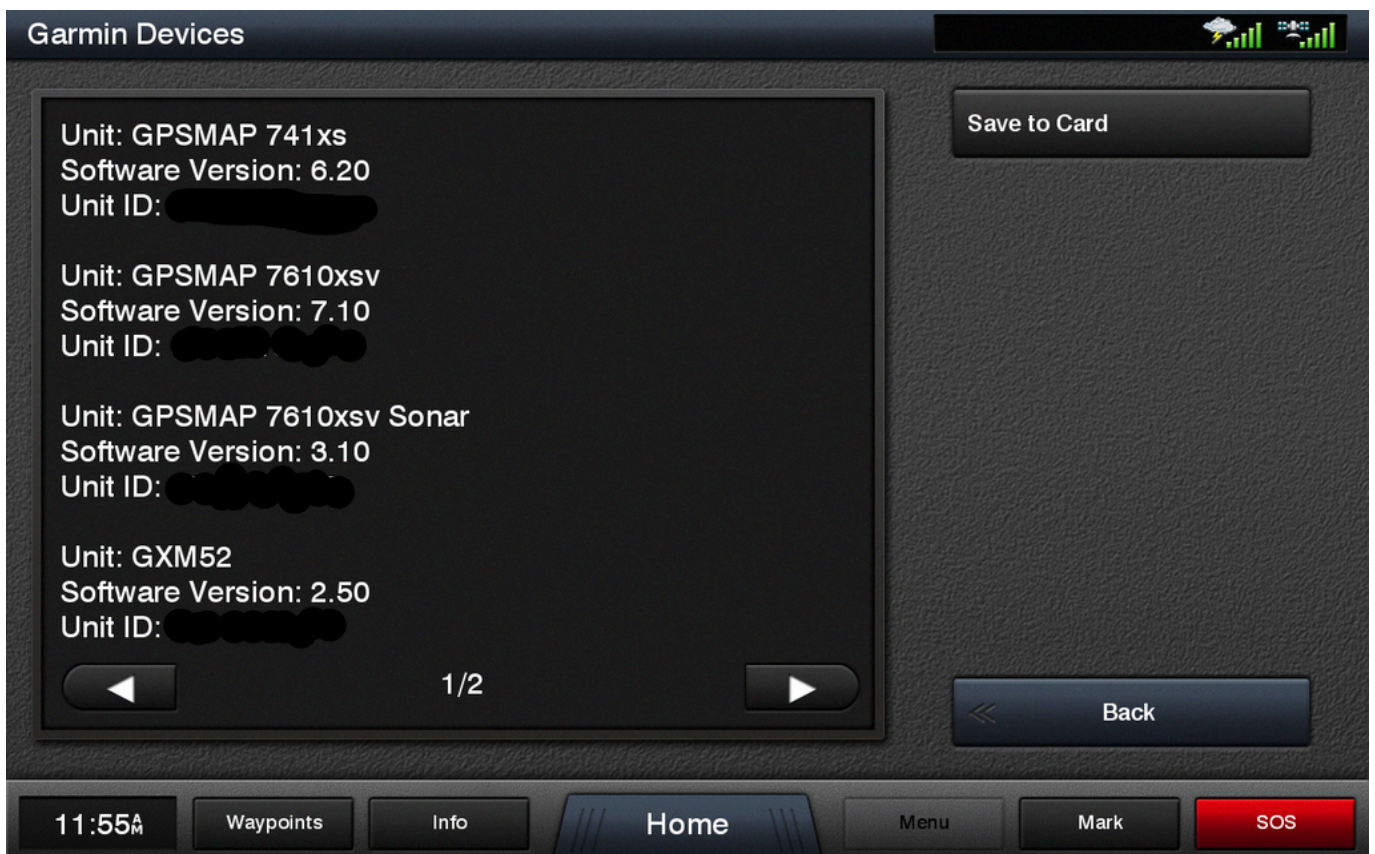 Garmin Devices
Unit: GPSMAP 741xs
Software Version: 6.20
Unit ID:
Unit: GPSMAP 7610xsv
Software Version: 7.10
Unit ID:
Unit: GPSMAP 7610xsv Sonar
Software Version: 3.10
Unit ID:
Unit: GXM52
Software Version: 2.50
Unit ID:
1/2
Save to Card
Back
11:55AM
Waypoints
Info
Home
Menu
Mark
SOS